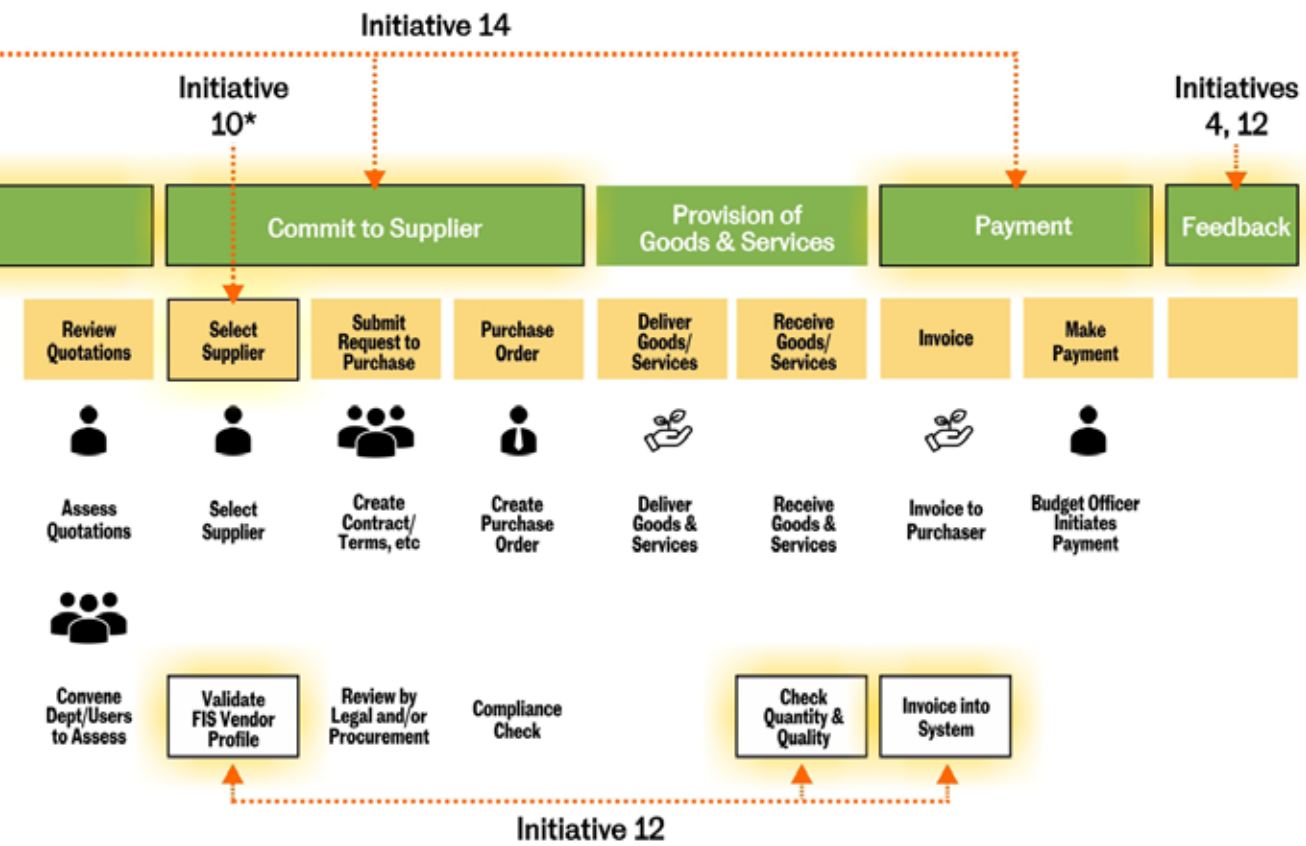 Initiative 14
Initiative
10*
Initiatives
4, 12
Commit to Supplier
Provision of
Goods & Services
Payment
Feedback
Review
Quotations
Select
Supplier
Submit
Request to
Purchase
Purchase
Order
Deliver
Goods/
Services
Receive
Goods/
Services
Invoice
Make
Payment
Assess
Quotations
Select
Supplier
Create
Contract/
Terms, etc
Create
Purchase
Order
Deliver
Goods &
Services
Receive
Goods &
Services
Invoice to
Purchaser
Budget Officer
Initiates
Payment
Convene
Dept/Users
to Assess
Validate
FIS Vendor
Profile
Review by
Legal and/or
Procurement
Compliance
Check
Check
Quantity &
Quality
Invoice into
System
Initiative 12